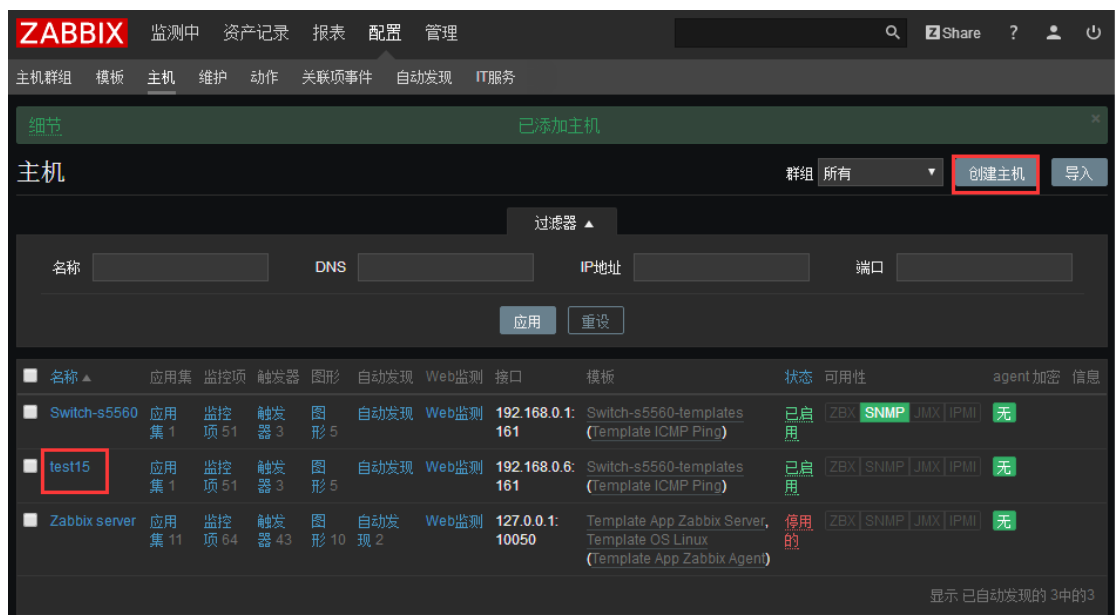 ZABBIX 监测中 资产记录 报表 配置 管理 Z Share ?
主机群组 模板 主机 维护 动作 关联项事件 自动发现 IT服务
细节 已添加主机 ×
主机 群组 所有 创建主机 导入
过滤器 ▲
名称 DNS IP地址 端口
应用 重设
名称 ▲ 应用集 监控项 触发器 图形 自动发现 Web监测 接口 模板 状态 可用性 agent 加密 信息
Switch-s5560 应用 监控 触发 图 自动发现 Web监测 192.168.0.1: Switch-s5560-templates 已启 ZBX SNMP JMX IPMI 无
集 1 项 51 器 3 形 5 161 (Template ICMP Ping) 用
test15 应用 监控 触发 图 自动发现 Web监测 192.168.0.6: Switch-s5560-templates 已启 ZBX SNMP JMX IPMI 无
集 1 项 51 器 3 形 5 161 (Template ICMP Ping) 用
Zabbix server 应用 监控 触发 图 自动发 Web监测 127.0.0.1: Template App Zabbix Server, 停用 ZBX SNMP JMX IPMI 无
集 11 项 64 器 43 形 10 现 2 10050 Template OS Linux 的
(Template App Zabbix Agent)
显示 已自动发现的 3中的3